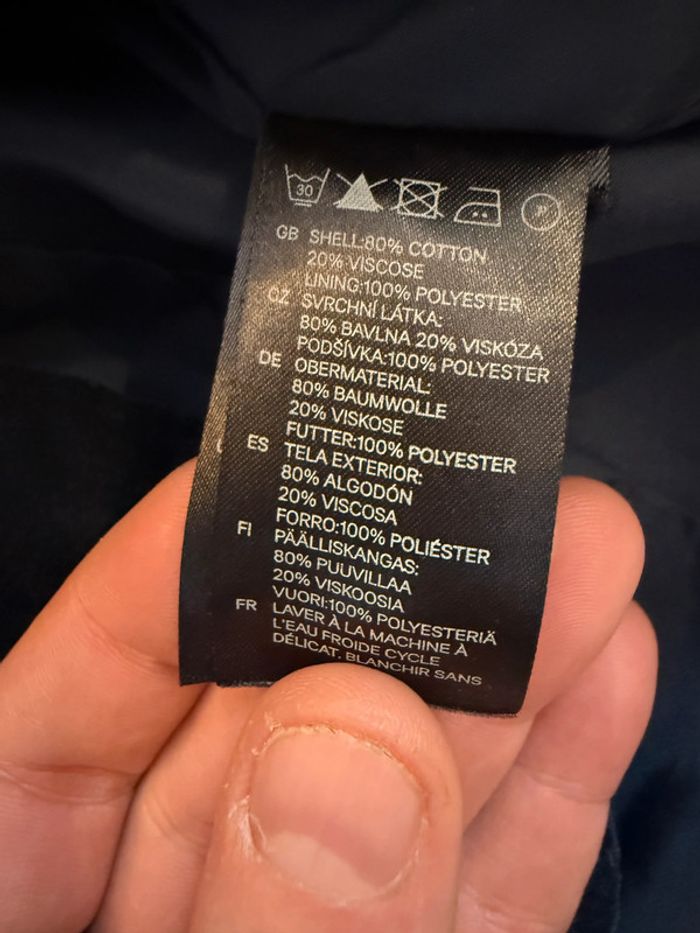 30 P
GB SHELL:80% COTTON
20% VISCOSE
LINING:100% POLYESTER
CZ SVRCHNÍ LÁTKA:
80% BAVLNA 20% VISKÓZA
PODŠÍVKA:100% POLYESTER
DE OBERMATERIAL:
80% BAUMWOLLE
20% VISKOSE
FUTTER:100% POLYESTER
ES TELA EXTERIOR:
80% ALGODÓN
20% VISCOSA
FORRO:100% POLIÉSTER
FI PÄÄLLISKANGAS:
80% PUUVILLAA
20% VISKOOSIA
VUORI:100% POLYESTERIÄ
FR LAVER À LA MACHINE À
L'EAU FROIDE CYCLE
DÉLICAT. BLANCHIR SANS